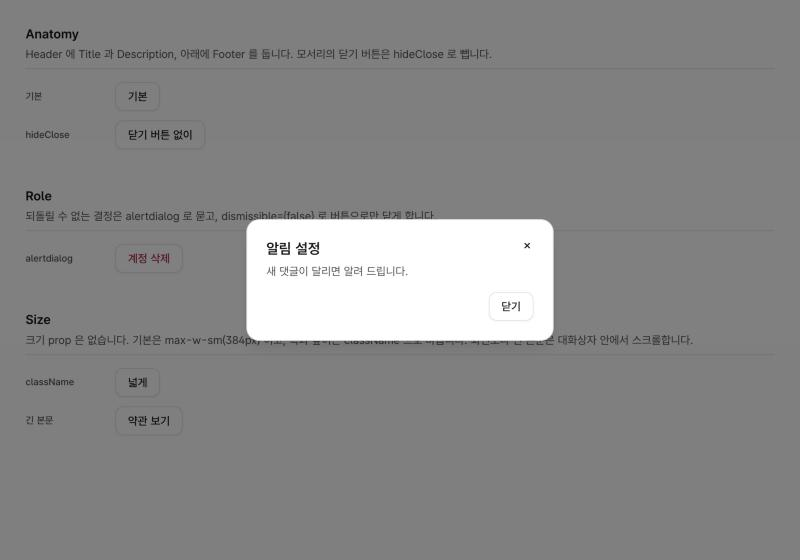 Anatomy
Header 에 Title 과 Description, 아래에 Footer 를 둡니다. 모서리의 닫기 버튼은 hideClose 로 뺍니다.
기본
기본
hideClose
닫기 버튼 없이
Role
되돌릴 수 없는 결정은 alertdialog 로 묻고, dismissible={false} 로 버튼으로만 닫게 합니다.
alertdialog
계정 삭제
알림 설정
×
새 댓글이 달리면 알려 드립니다.
닫기
Size
크기 prop 은 없습니다. 기본은 max-w-sm(384px) 대화상자 안에서 스크롤합니다.
className
넓게
긴 본문
약관 보기